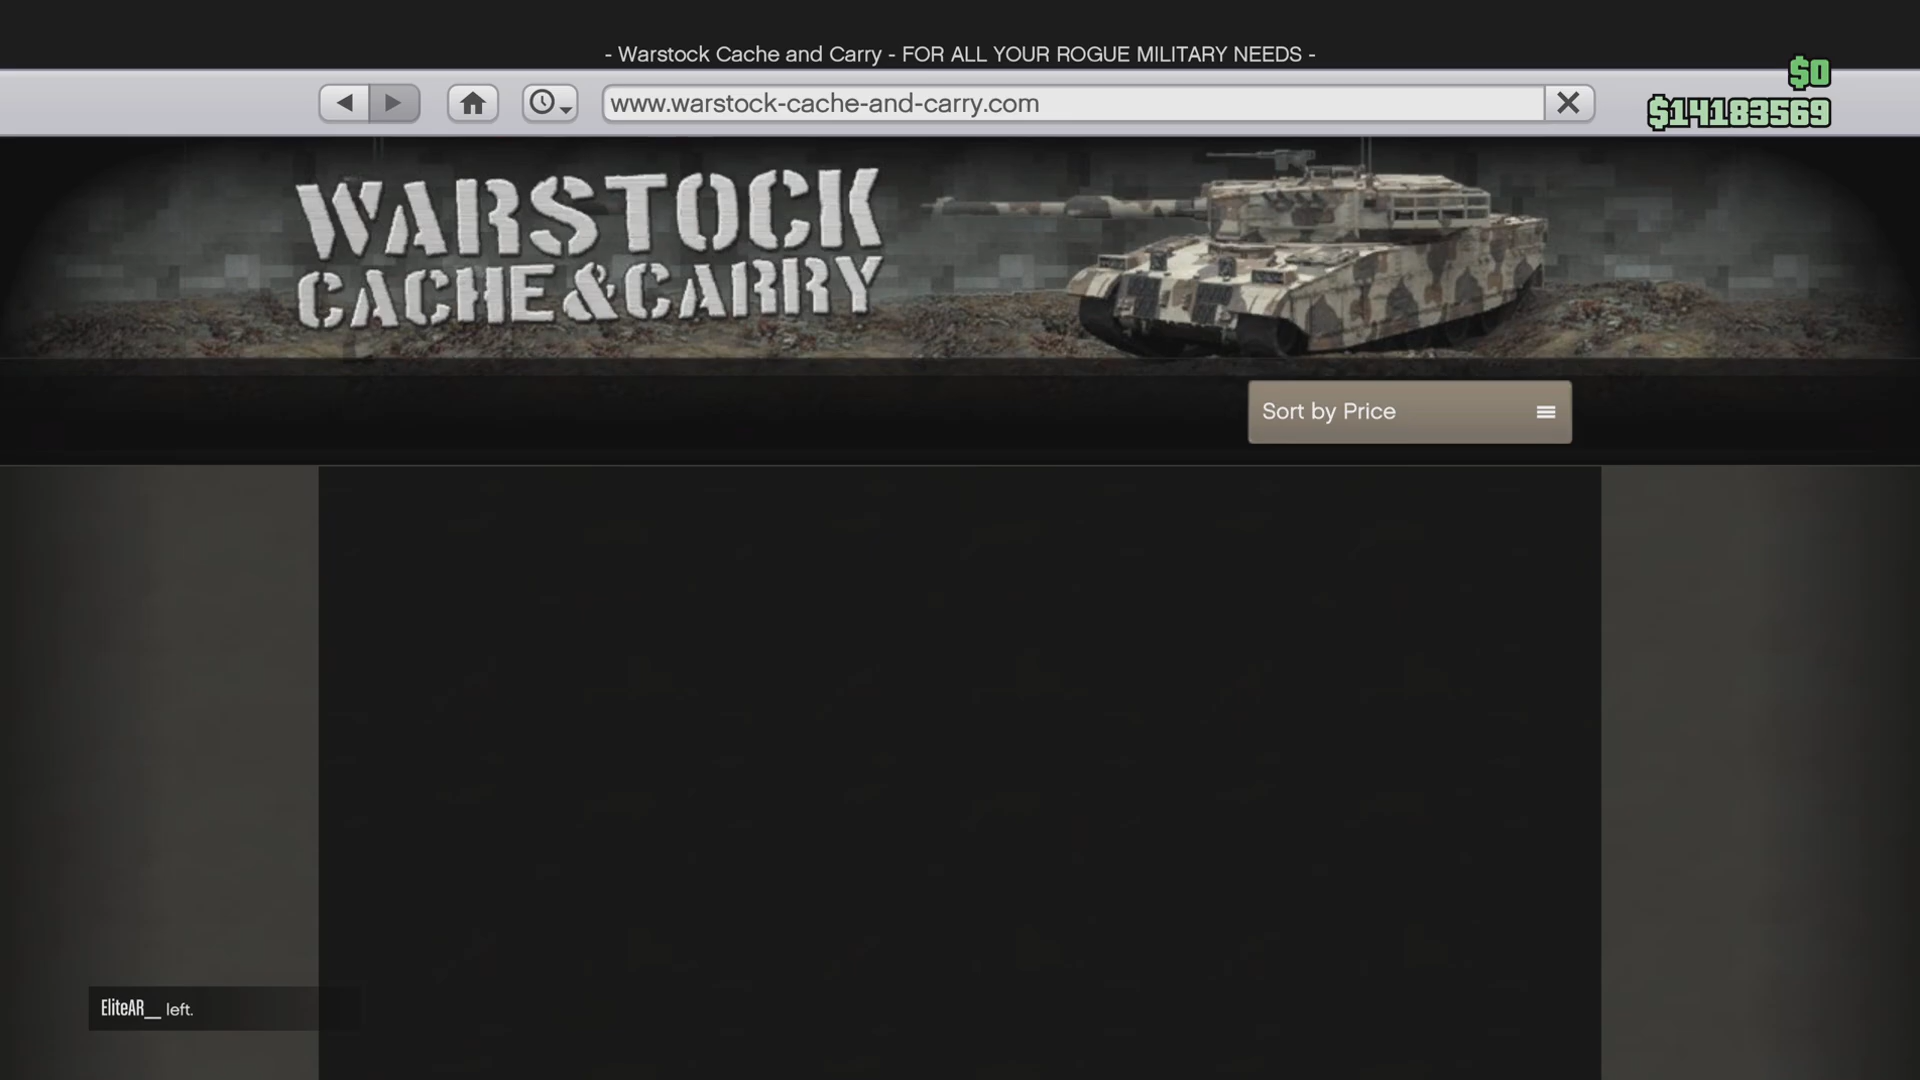 - Warstock Cache and Carry - FOR ALL YOUR ROGUE MILITARY NEEDS -
$0
www.warstock-cache-and-carry.com
$14183569
WARSTOCK
CACHE&CARRY
Sort by Price
EliteAR__ left.